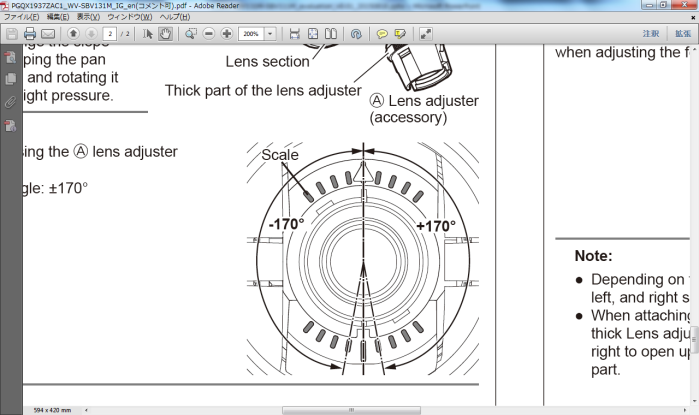 PGQX1937ZAC1_WV-SBV131M_IG_en(コメント可).pdf - Adobe Reader
ファイル(F) 編集(E) 表示(V) ウィンドウ(W) ヘルプ(H)
2 / 2
200%
注釈
拡張
ping the pan
and rotating it
ight pressure.
Lens section
Thick part of the lens adjuster
Ⓐ Lens adjuster
(accessory)
when adjusting the f
sing the Ⓐ lens adjuster
gle: ±170°
Scale
-170°
+170°
Note:
● Depending on
left, and right s
● When attaching
thick Lens adju
right to open up
part.
594 x 420 mm